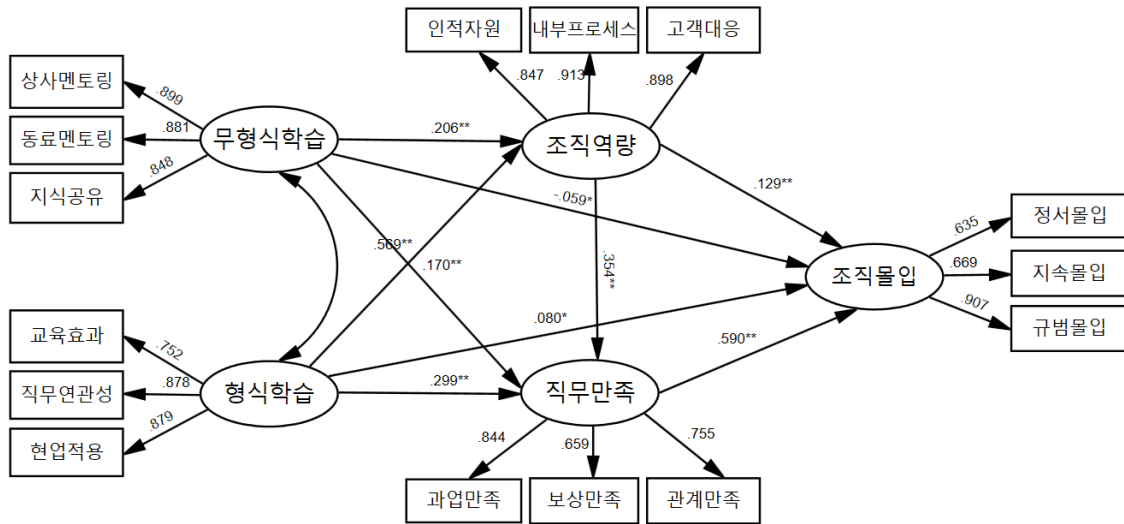 인적자원
내부프로세스
고객대응
.847
.913
.898
상사멘토링
동료멘토링
지식공유
.899
.881
.848
무형식학습
.206**
조직역량
-.059*
.129**
.569**
.170**
.354**
정서몰입
지속몰입
규범몰입
.635
.669
.907
조직몰입
교육효과
직무연관성
현업적용
.752
.878
.879
형식학습
.080*
.299**
.590**
직무만족
.844
.659
.755
과업만족
보상만족
관계만족